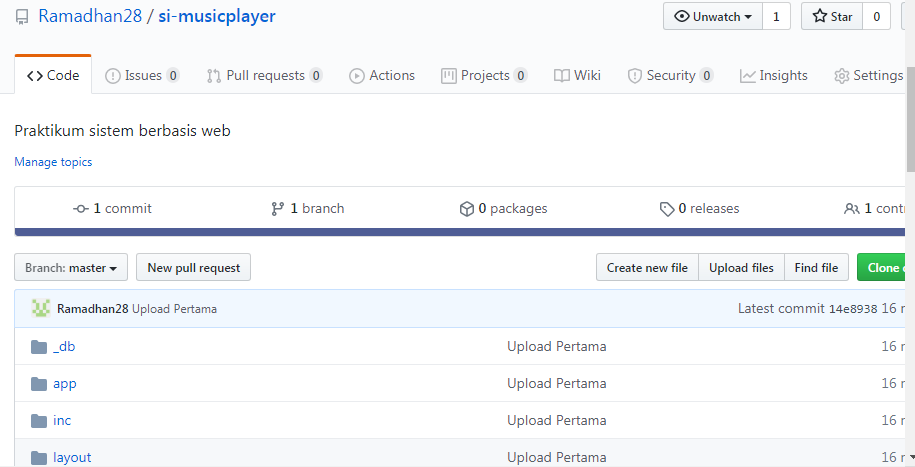 Ramadhan28 / si-musicplayer
Unwatch 1
Star 0
Code
Issues 0
Pull requests 0
Actions
Projects 0
Wiki
Security 0
Insights
Settings
Praktikum sistem berbasis web
Manage topics
1 commit
1 branch
0 packages
0 releases
1
Branch: master
New pull request
Create new file
Upload files
Find file
Clone
Ramadhan28 Upload Pertama
Latest commit 14e8938 16
_db Upload Pertama 16
app Upload Pertama 16
inc Upload Pertama 16
layout Upload Pertama 16